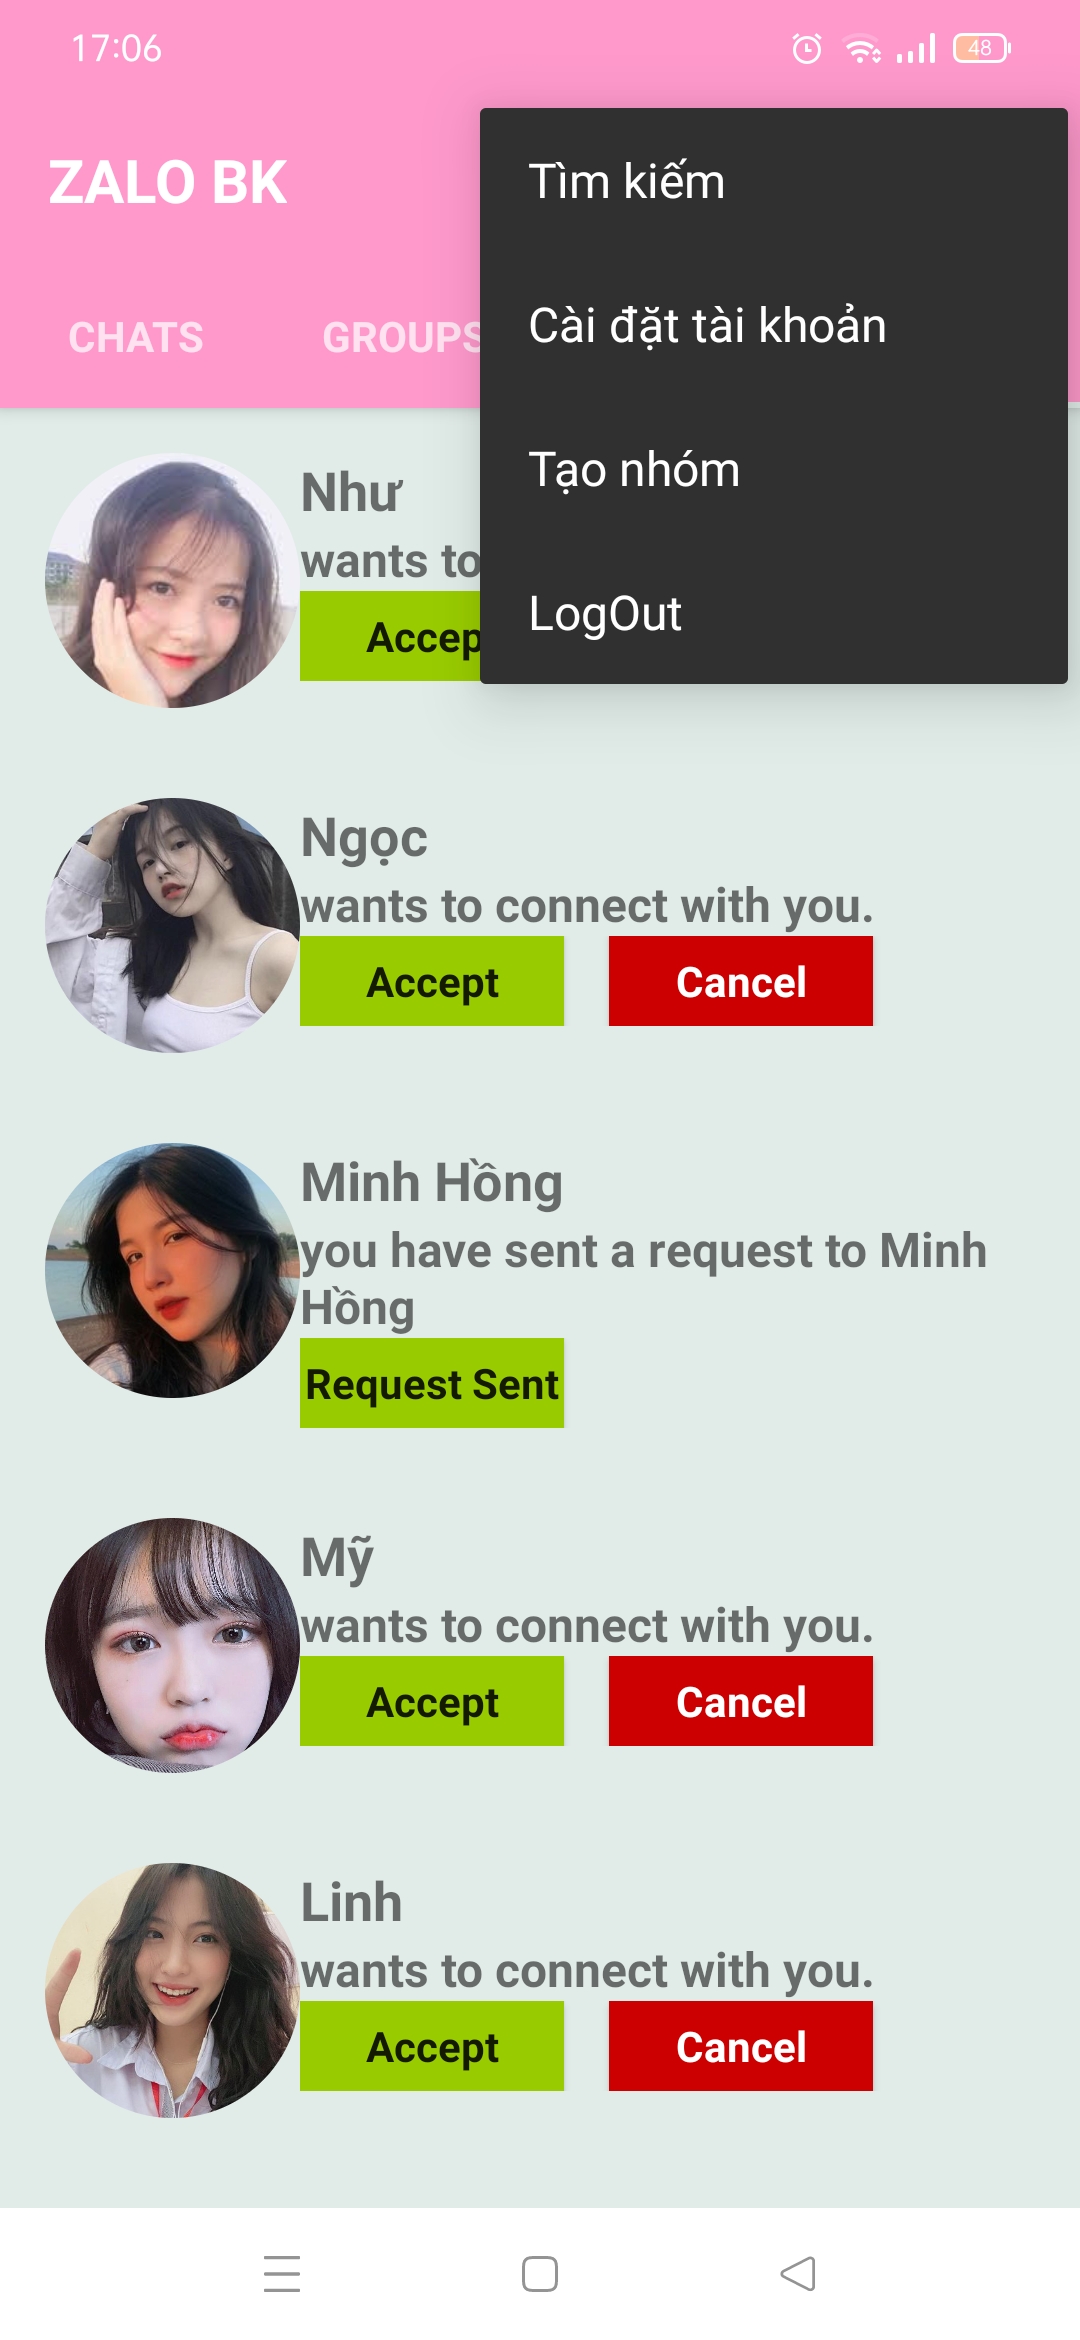 17:06
48
ZALO BK
Tìm kiếm
Cài đặt tài khoản
Tạo nhóm
LogOut
CHATS
GROUPS
Như
wants to
Accep
Ngọc
wants to connect with you.
Accept
Cancel
Minh Hồng
you have sent a request to Minh
Hồng
Request Sent
Mỹ
wants to connect with you.
Accept
Cancel
Linh
wants to connect with you.
Accept
Cancel